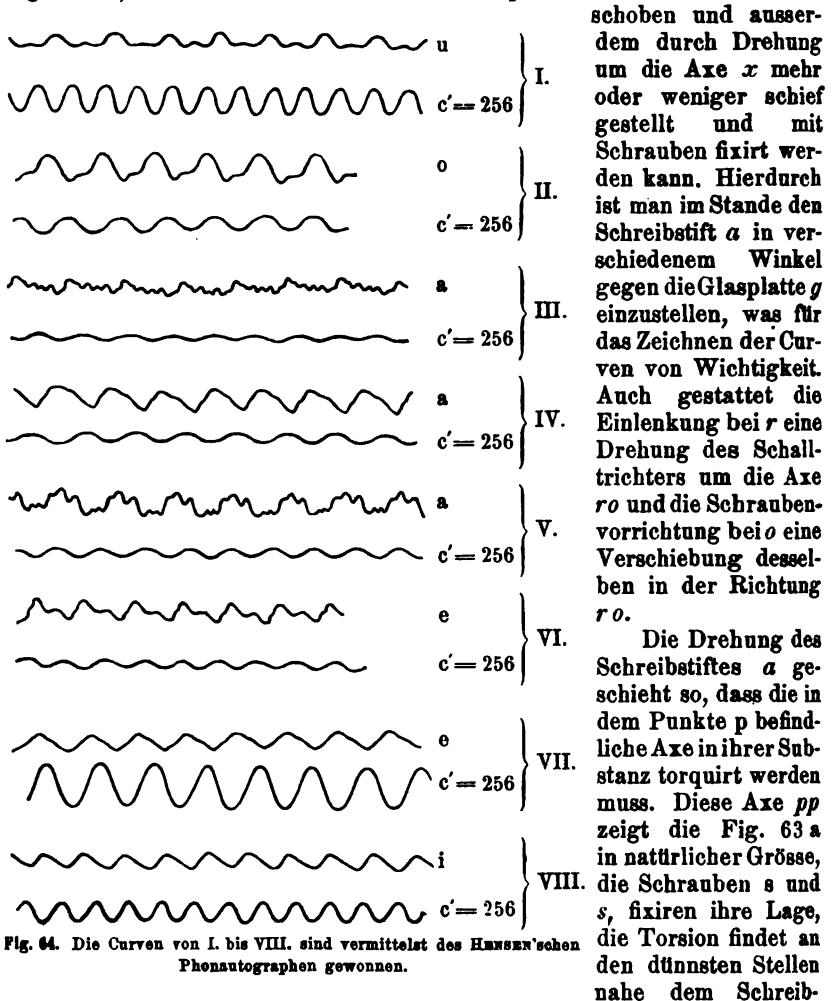 u
I.
c′ = 256
o
II.
c′ = 256
a
III.
c′ = 256
a
IV.
c′ = 256
a
V.
c′ = 256
e
VI.
c′ = 256
e
VII.
c′ = 256
i
VIII.
c′ = 256
Fig. 64. Die Curven von I. bis VIII. sind vermittelst des HENSEN'schen
Phonautographen gewonnen.
schoben und ausser-
dem durch Drehung
um die Axe x mehr
oder weniger schief
gestellt und mit
Schrauben fixirt wer-
den kann. Hierdurch
ist man im Stande den
Schreibstift a in ver-
schiedenem Winkel
gegen die Glasplatte g
einzustellen, was für
das Zeichnen der Cur-
ven von Wichtigkeit.
Auch gestattet die
Einlenkung bei r eine
Drehung des Schall-
trichters um die Axe
ro und die Schrauben-
vorrichtung bei o eine
Verschiebung dessel-
ben in der Richtung
r o.
Die Drehung des
Schreibstiftes a ge-
schieht so, dass die in
dem Punkte p befind-
liche Axe in ihrer Sub-
stanz torquirt werden
muss. Diese Axe pp
zeigt die Fig. 63 a
in natürlicher Grösse,
die Schrauben s und
s, fixiren ihre Lage,
die Torsion findet an
den dünnsten Stellen
nahe dem Schreib-